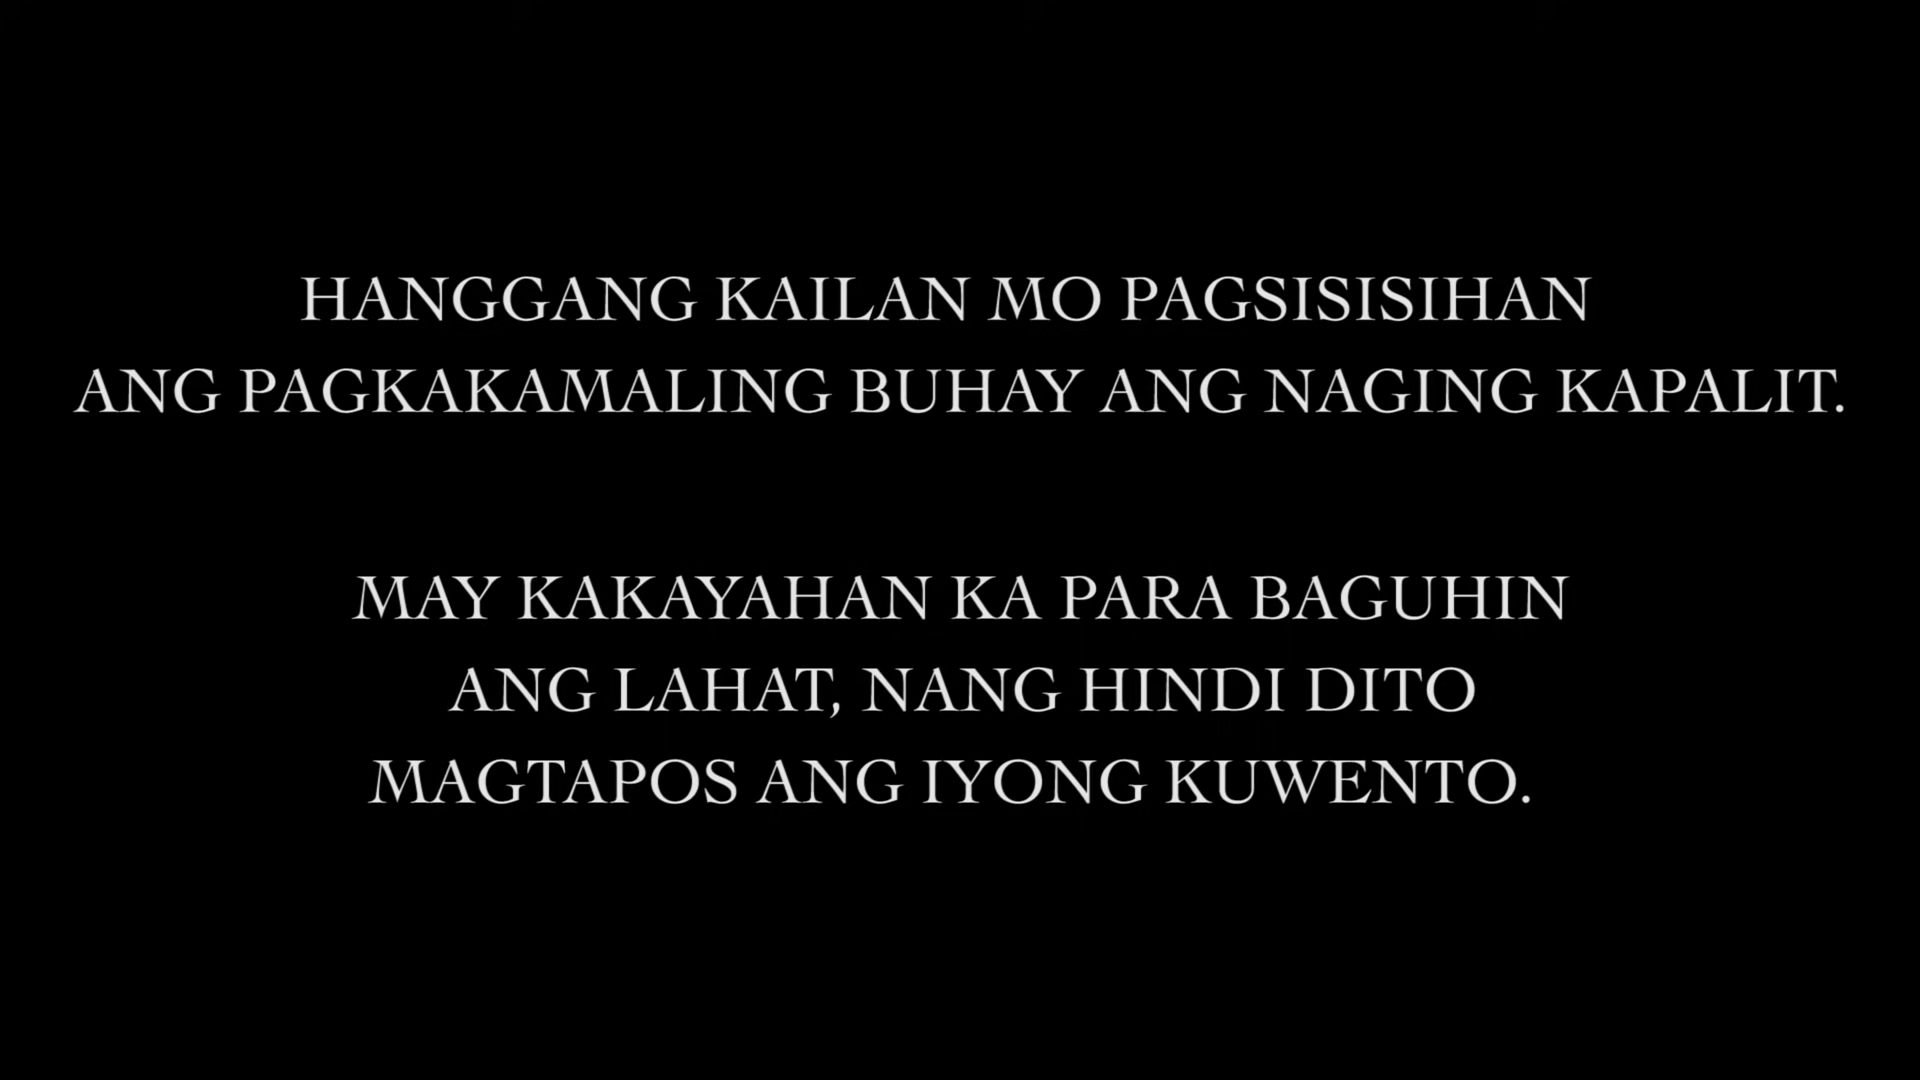 HANGGANG KAILAN MO PAGSISISIHAN
ANG PAGKAKAMALING BUHAY ANG NAGING KAPALIT.
MAY KAKAYAHAN KA PARA BAGUHIN
ANG LAHAT, NANG HINDI DITO
MAGTAPOS ANG IYONG KUWENTO.